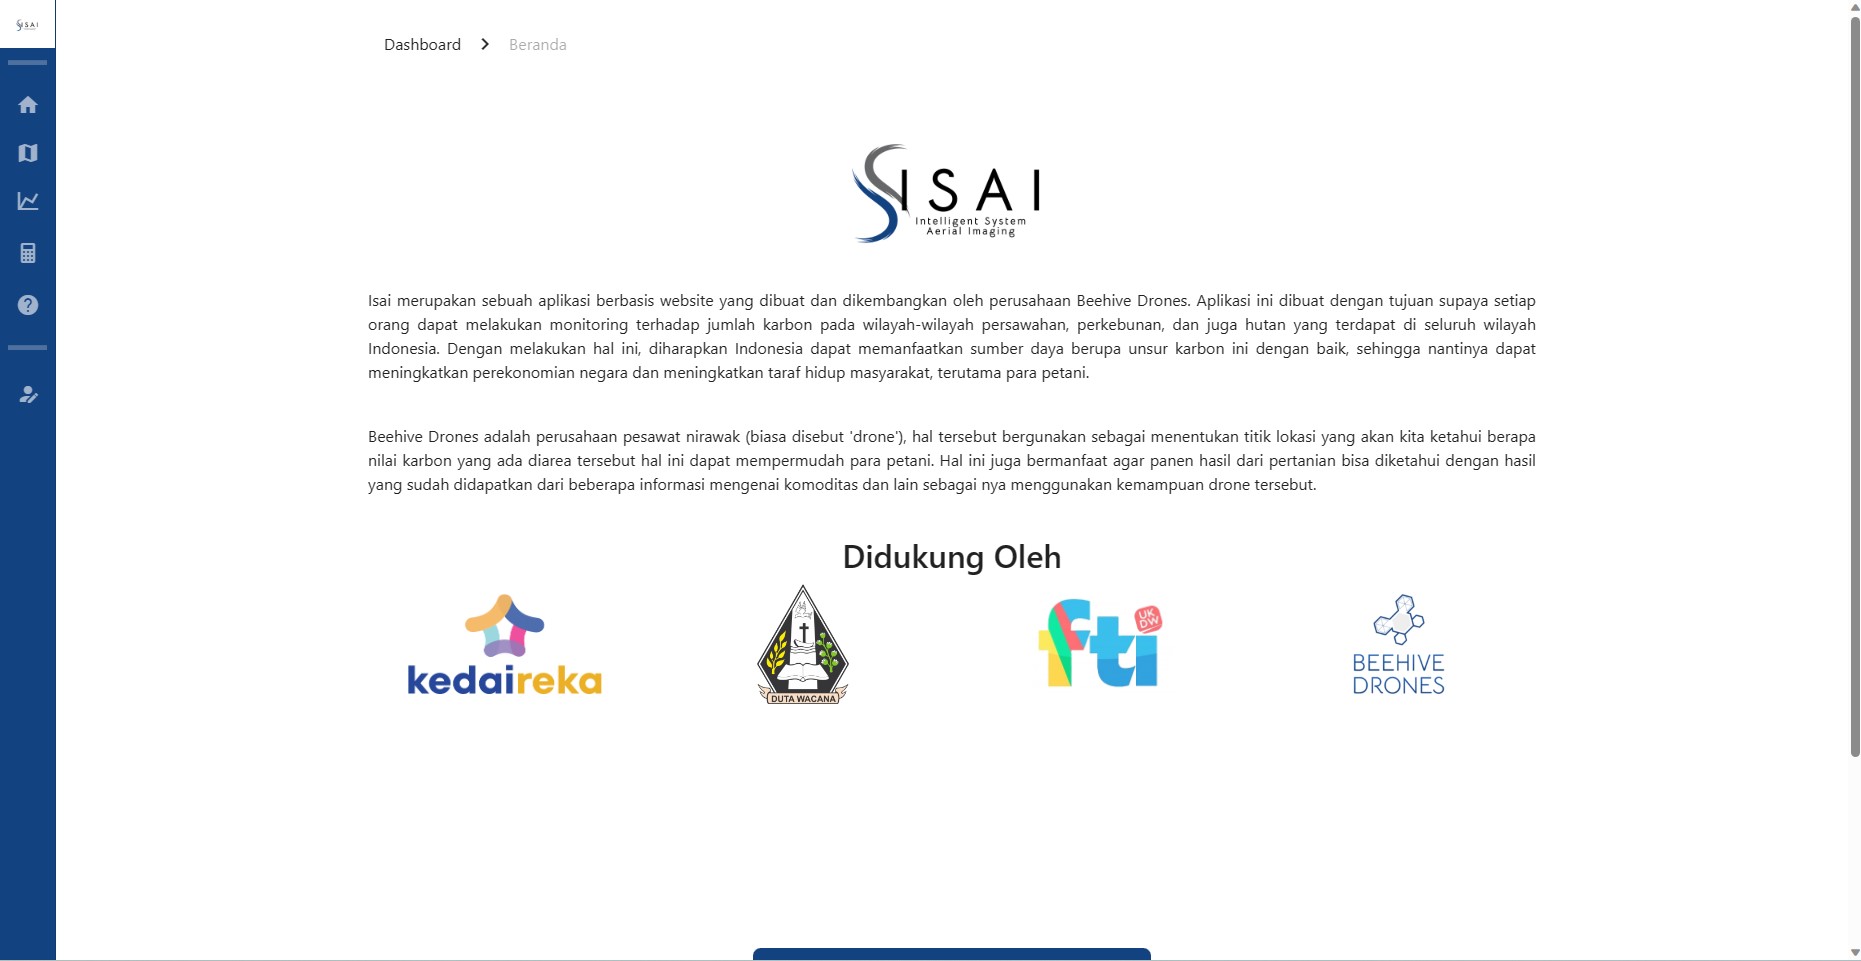 ISAI
Dashboard > Beranda
ISAI
Intelligent System
Aerial Imaging
Isai merupakan sebuah aplikasi berbasis website yang dibuat dan dikembangkan oleh perusahaan Beehive Drones. Aplikasi ini dibuat dengan tujuan supaya setiap
orang dapat melakukan monitoring terhadap jumlah karbon pada wilayah-wilayah persawahan, perkebunan, dan juga hutan yang terdapat di seluruh wilayah
Indonesia. Dengan melakukan hal ini, diharapkan Indonesia dapat memanfaatkan sumber daya berupa unsur karbon ini dengan baik, sehingga nantinya dapat
meningkatkan perekonomian negara dan meningkatkan taraf hidup masyarakat, terutama para petani.
Beehive Drones adalah perusahaan pesawat nirawak (biasa disebut 'drone'), hal tersebut bergunakan sebagai menentukan titik lokasi yang akan kita ketahui berapa
nilai karbon yang ada diarea tersebut hal ini dapat mempermudah para petani. Hal ini juga bermanfaat agar panen hasil dari pertanian bisa diketahui dengan hasil
yang sudah didapatkan dari beberapa informasi mengenai komoditas dan lain sebagai nya menggunakan kemampuan drone tersebut.
Didukung Oleh
kedaireka
DUTA WACANA
fti
UK
DW
BEEHIVE
DRONES